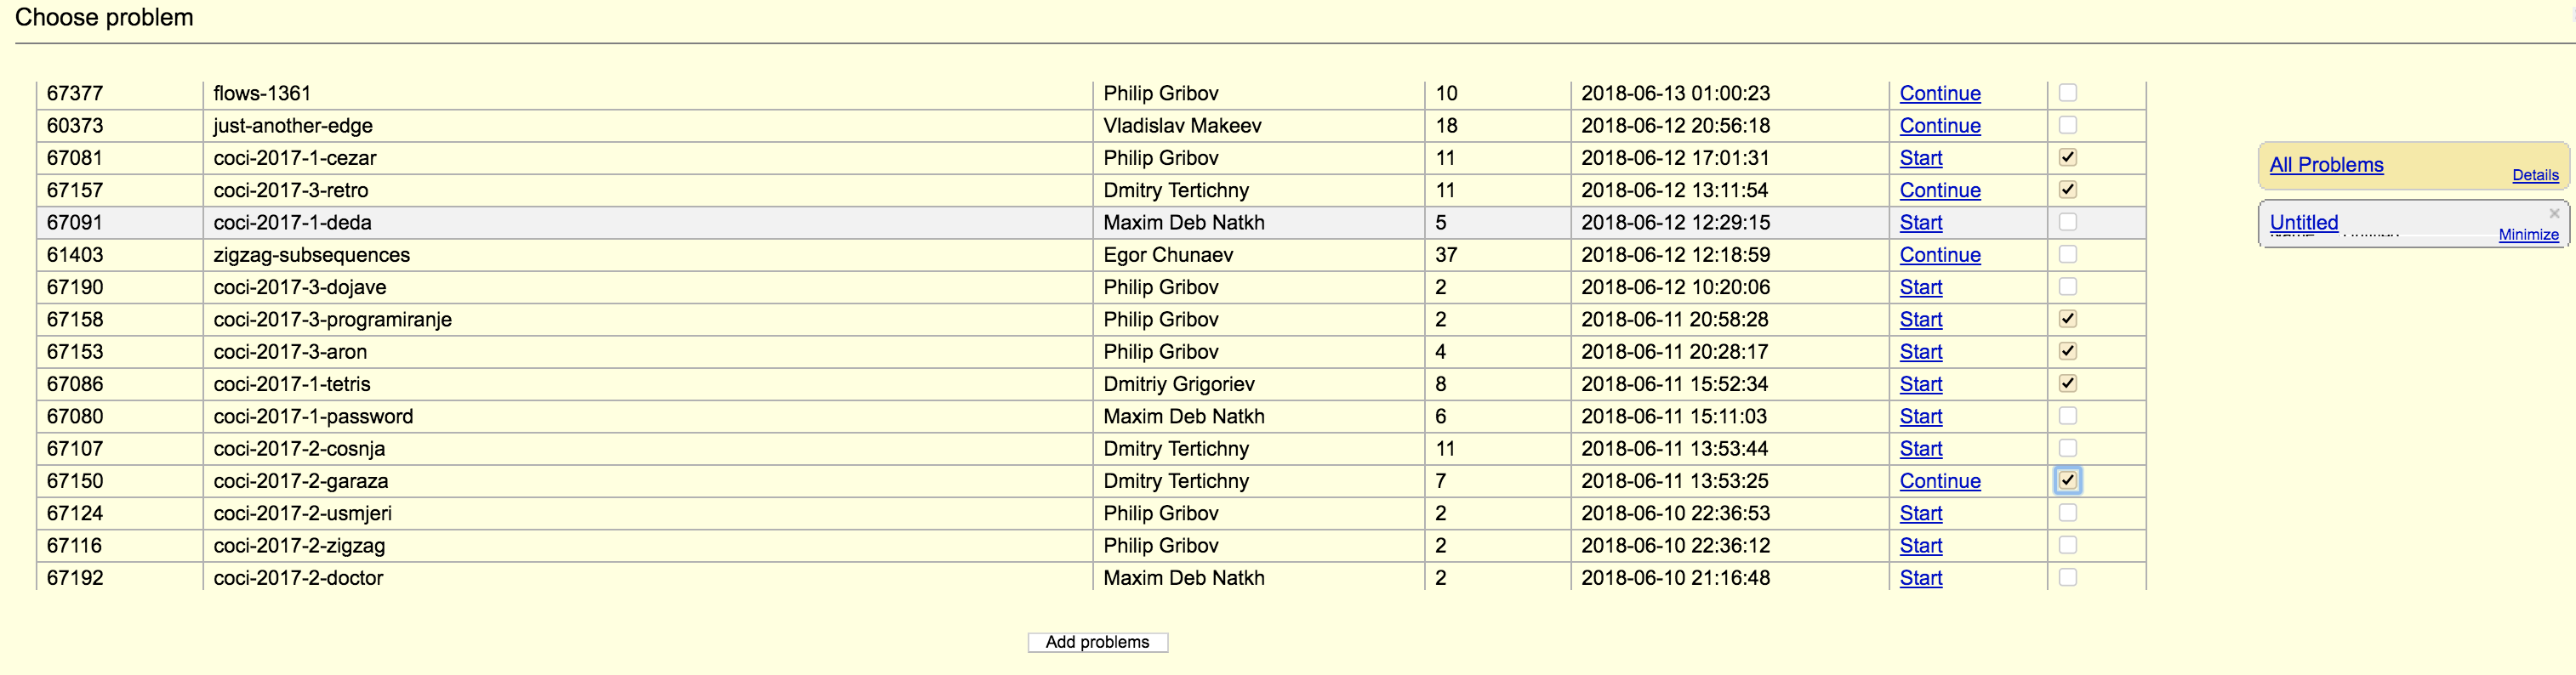 Choose problem
67377 flows-1361 Philip Gribov 10 2018-06-13 01:00:23 Continue
60373 just-another-edge Vladislav Makeev 18 2018-06-12 20:56:18 Continue
67081 coci-2017-1-cezar Philip Gribov 11 2018-06-12 17:01:31 Start
67157 coci-2017-3-retro Dmitry Tertichny 11 2018-06-12 13:11:54 Continue
67091 coci-2017-1-deda Maxim Deb Natkh 5 2018-06-12 12:29:15 Start
61403 zigzag-subsequences Egor Chunaev 37 2018-06-12 12:18:59 Continue
67190 coci-2017-3-dojave Philip Gribov 2 2018-06-12 10:20:06 Start
67158 coci-2017-3-programiranje Philip Gribov 2 2018-06-11 20:58:28 Start
67153 coci-2017-3-aron Philip Gribov 4 2018-06-11 20:28:17 Start
67086 coci-2017-1-tetris Dmitriy Grigoriev 8 2018-06-11 15:52:34 Start
67080 coci-2017-1-password Maxim Deb Natkh 6 2018-06-11 15:11:03 Start
67107 coci-2017-2-cosnja Dmitry Tertichny 11 2018-06-11 13:53:44 Start
67150 coci-2017-2-garaza Dmitry Tertichny 7 2018-06-11 13:53:25 Continue
67124 coci-2017-2-usmjeri Philip Gribov 2 2018-06-10 22:36:53 Start
67116 coci-2017-2-zigzag Philip Gribov 2 2018-06-10 22:36:12 Start
67192 coci-2017-2-doctor Maxim Deb Natkh 2 2018-06-10 21:16:48 Start
All Problems
Details
Untitled
Minimize
Add problems